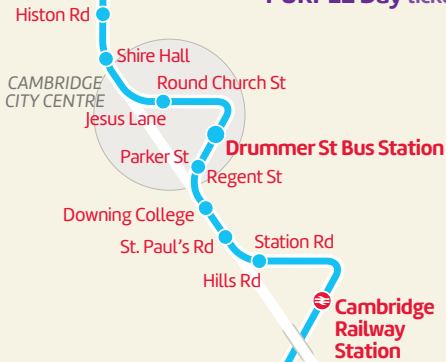 PURPLE Day
Histon Rd
Shire Hall
CAMBRIDGE
CITY CENTRE
Round Church St
Jesus Lane
Drummer St Bus Station
Parker St
Regent St
Downing College
St. Paul's Rd
Station Rd
Hills Rd
Cambridge
Railway
Station